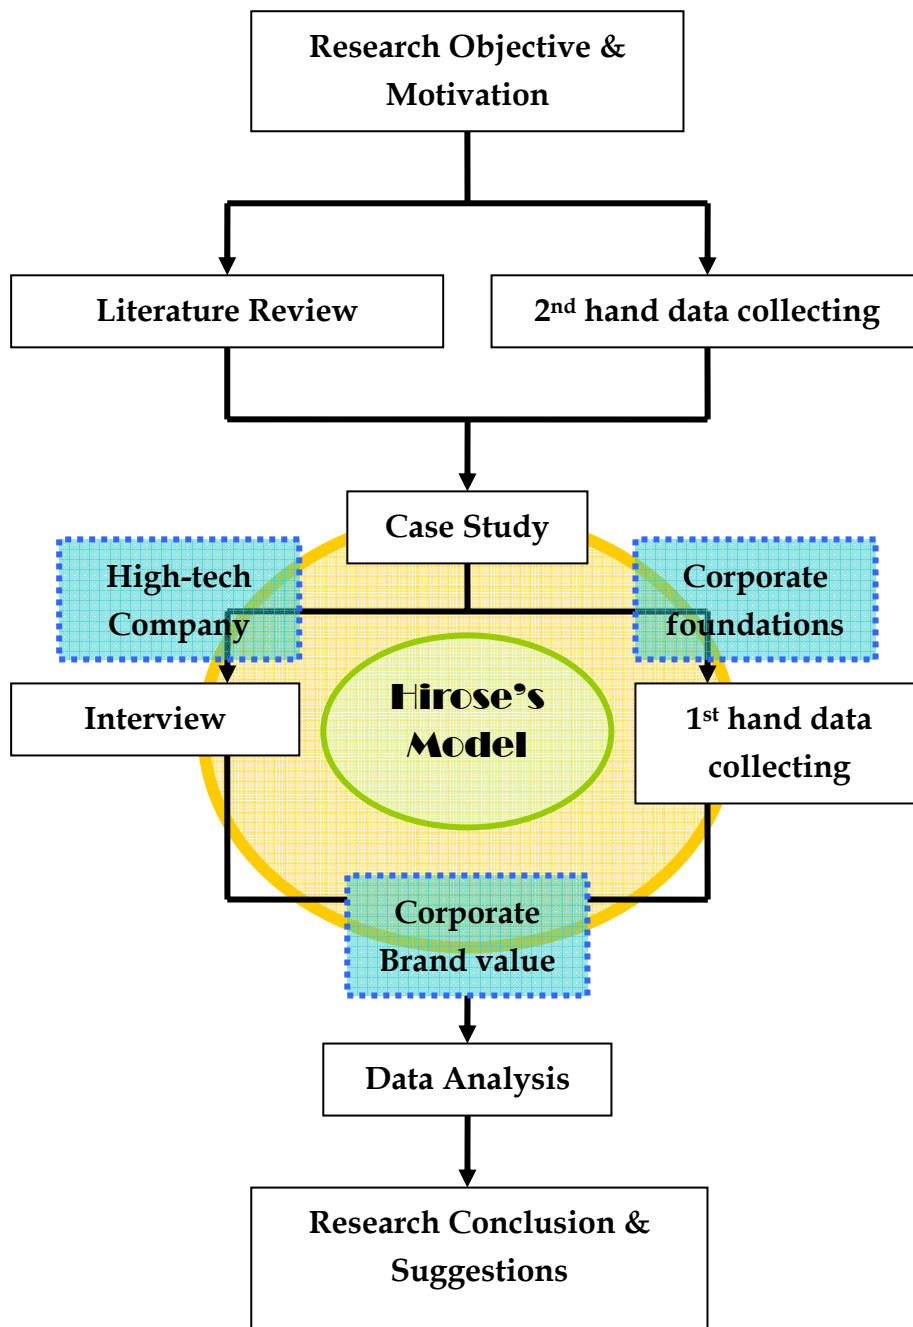 Research Objective &
Motivation
Literature Review
2nd hand data collecting
Case Study
High-tech
Company
Corporate
foundations
Interview
Hirose's
Model
1st hand data
collecting
Corporate
Brand value
Data Analysis
Research Conclusion &
Suggestions